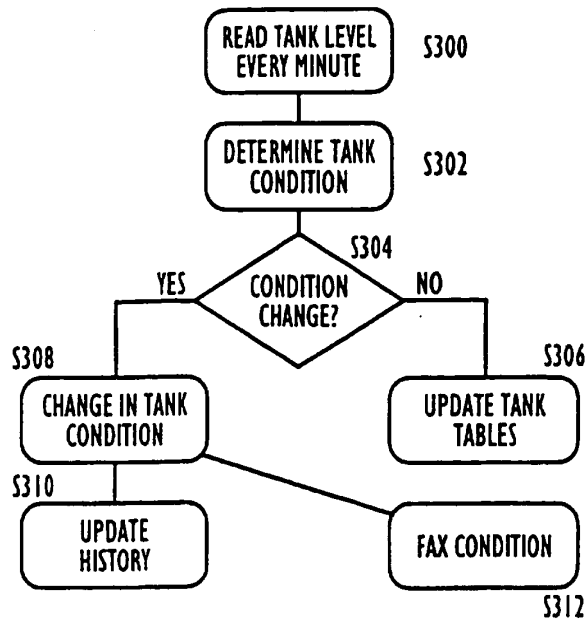 READ TANK LEVEL
EVERY MINUTE
S300
DETERMINE TANK
CONDITION
S302
S304
YES
CONDITION
CHANGE?
NO
S308
S306
CHANGE IN TANK
CONDITION
UPDATE TANK
TABLES
S310
UPDATE
HISTORY
FAX CONDITION
S312